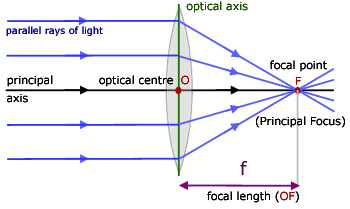 optical axis
parallel rays of light
focal point
principal
optical centre O
F
axis
(Principal Focus)
f
focal length (OF)